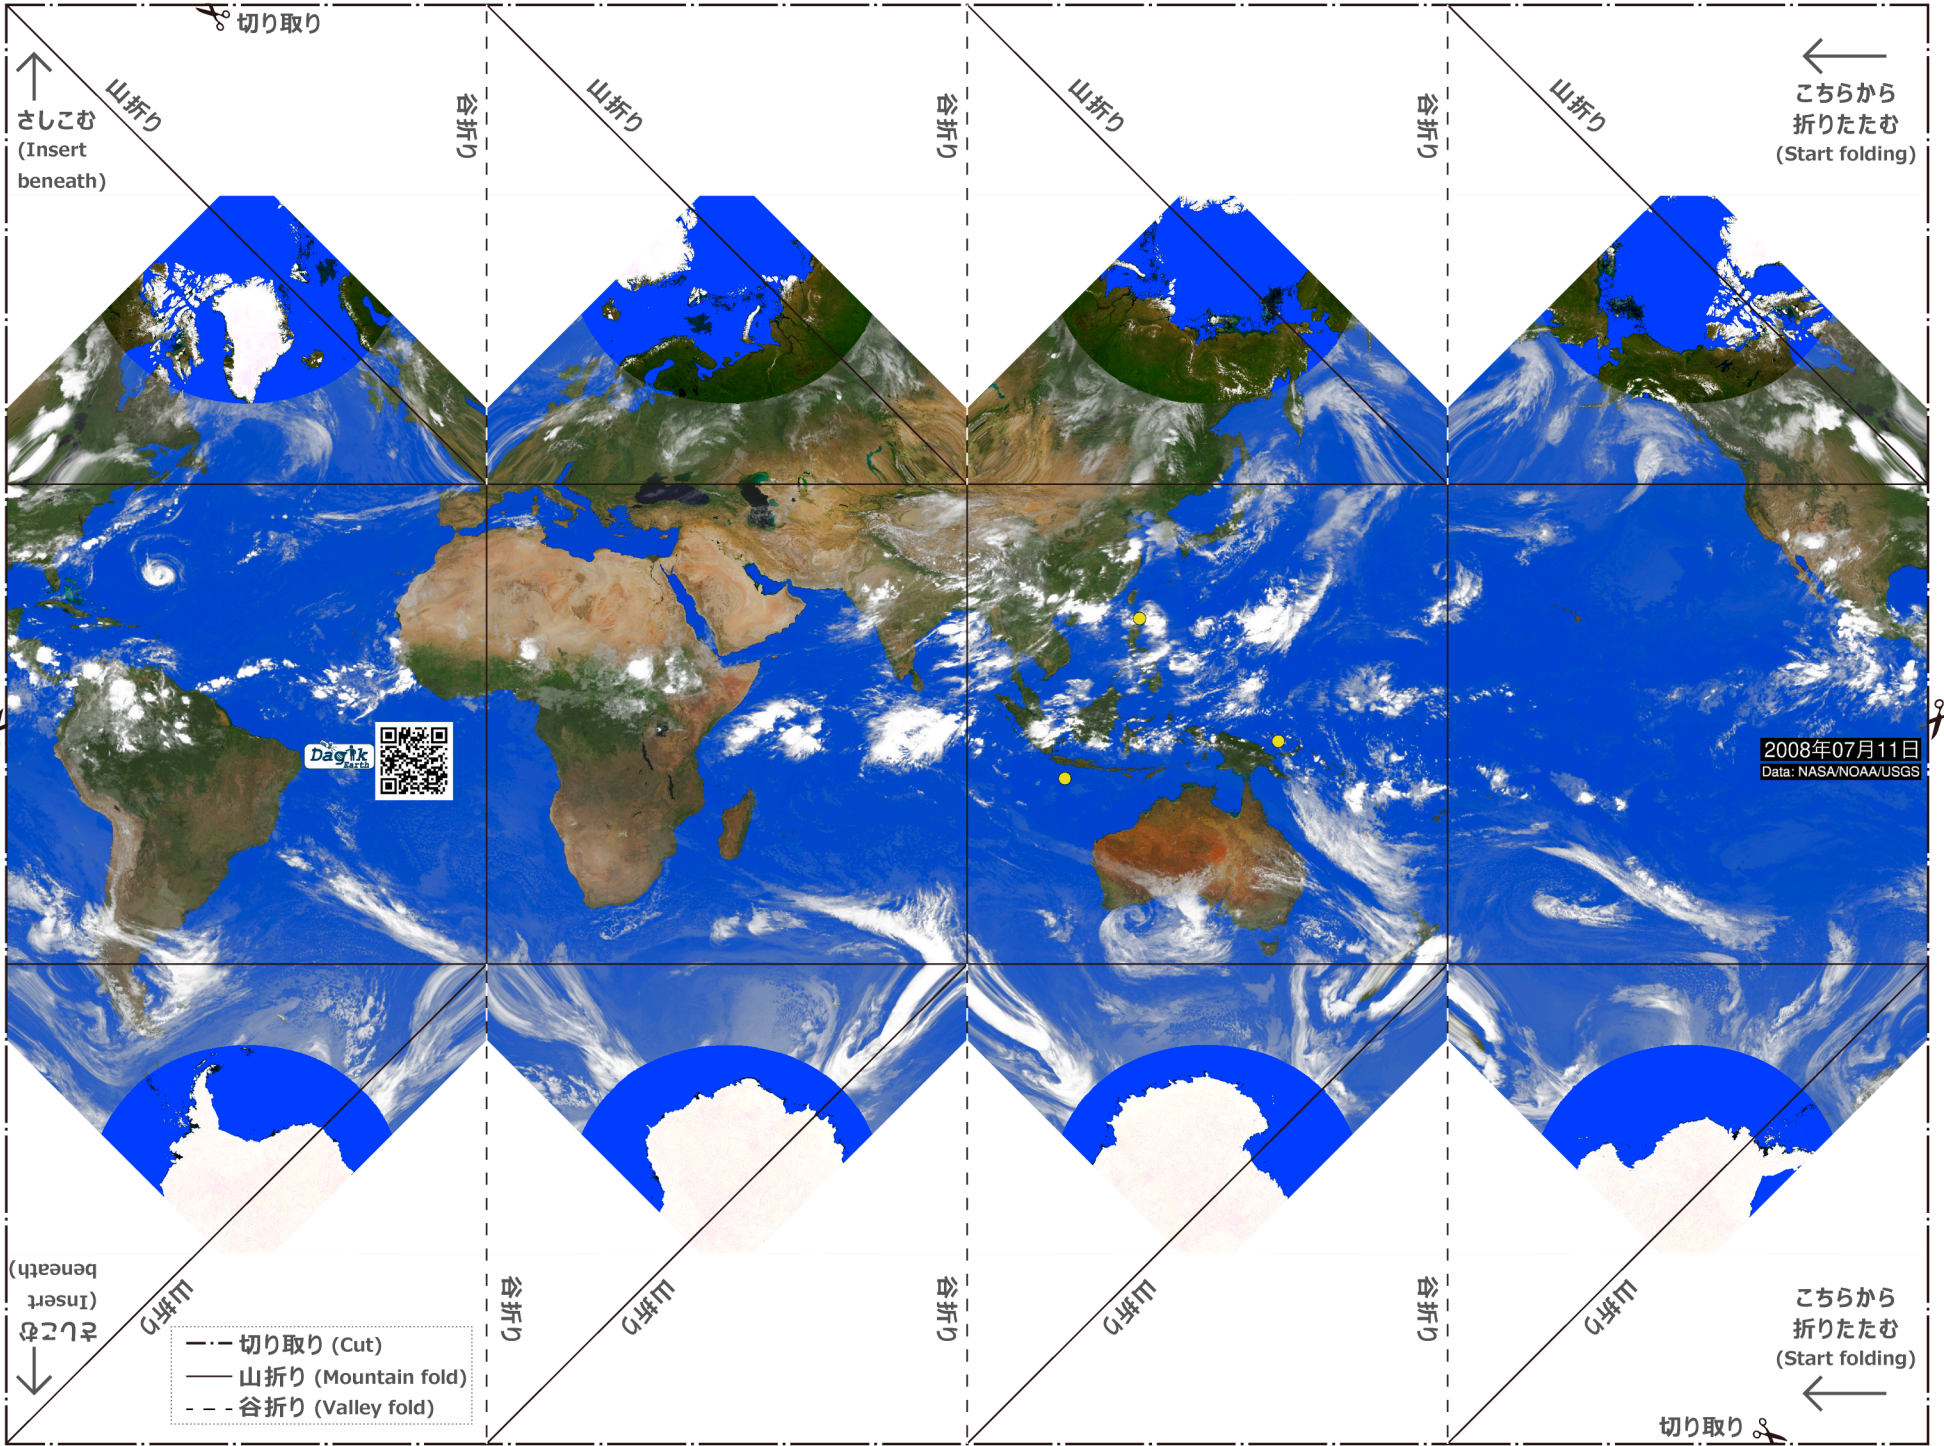 切り取り
山折り
谷折り
山折り
谷折り
山折り
谷折り
山折り
さしこむ
(Insert
beneath)
こちらから
折りたたむ
(Start folding)
Dagik
Earth
2008年07月11日
Data: NASA/NOAA/USGS
さしこむ
(Insert
beneath)
山折り
谷折り
山折り
谷折り
山折り
谷折り
山折り
切り取り (Cut)
山折り (Mountain fold)
谷折り (Valley fold)
こちらから
折りたたむ
(Start folding)
切り取り